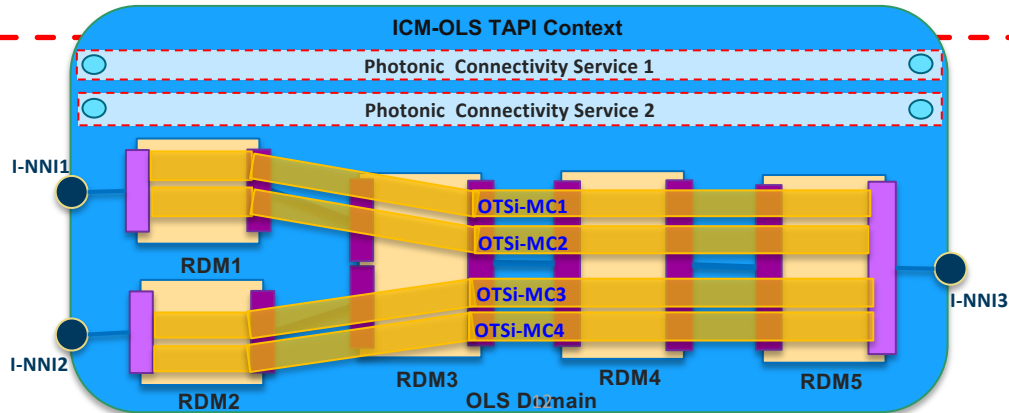 ICM-OLS TAPI Context
Photonic Connectivity Service 1
Photonic Connectivity Service 2
I-NNI1
OTSi-MC1
OTSi-MC2
RDM1
I-NNI3
OTSi-MC3
OTSi-MC4
I-NNI2
RDM2
RDM3
RDM4
RDM5
OLS Domain